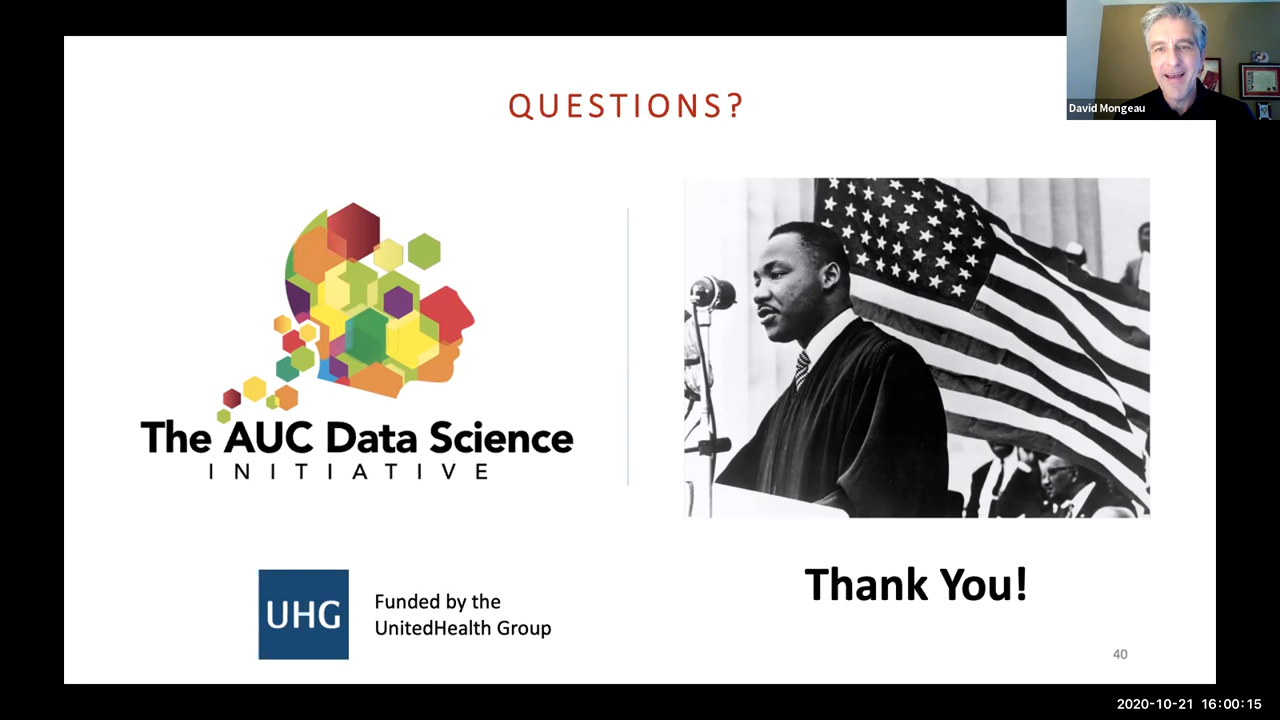 QUESTIONS?
David Mongeau
The AUC Data Science
INITIATIVE
UHG
Funded by the
UnitedHealth Group
Thank You!
40
2020-10-21 16:00:15